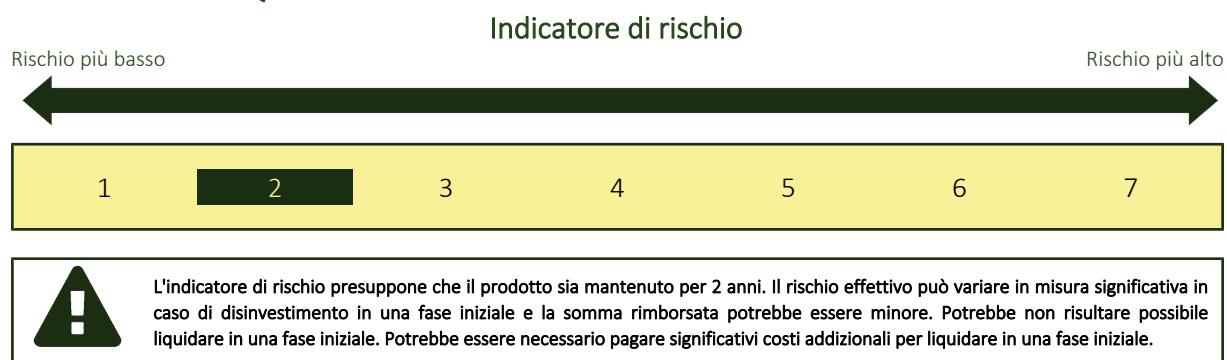 Indicatore di rischio
Rischio più basso
Rischio più alto
1 2 3 4 5 6 7
L'indicatore di rischio presuppone che il prodotto sia mantenuto per 2 anni. Il rischio effettivo può variare in misura significativa in
caso di disinvestimento in una fase iniziale e la somma rimborsata potrebbe essere minore. Potrebbe non risultare possibile
liquidare in una fase iniziale. Potrebbe essere necessario pagare significativi costi addizionali per liquidare in una fase iniziale.